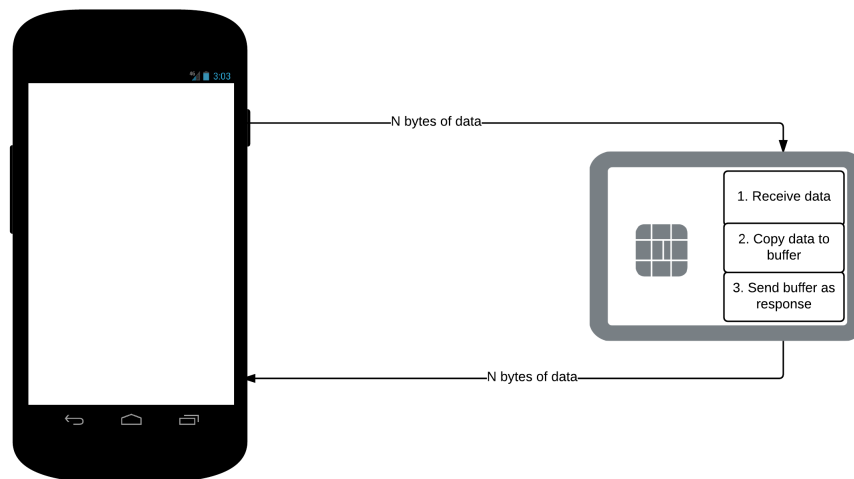 4G 3:03
N bytes of data
1. Receive data
2. Copy data to
buffer
3. Send buffer as
response
N bytes of data